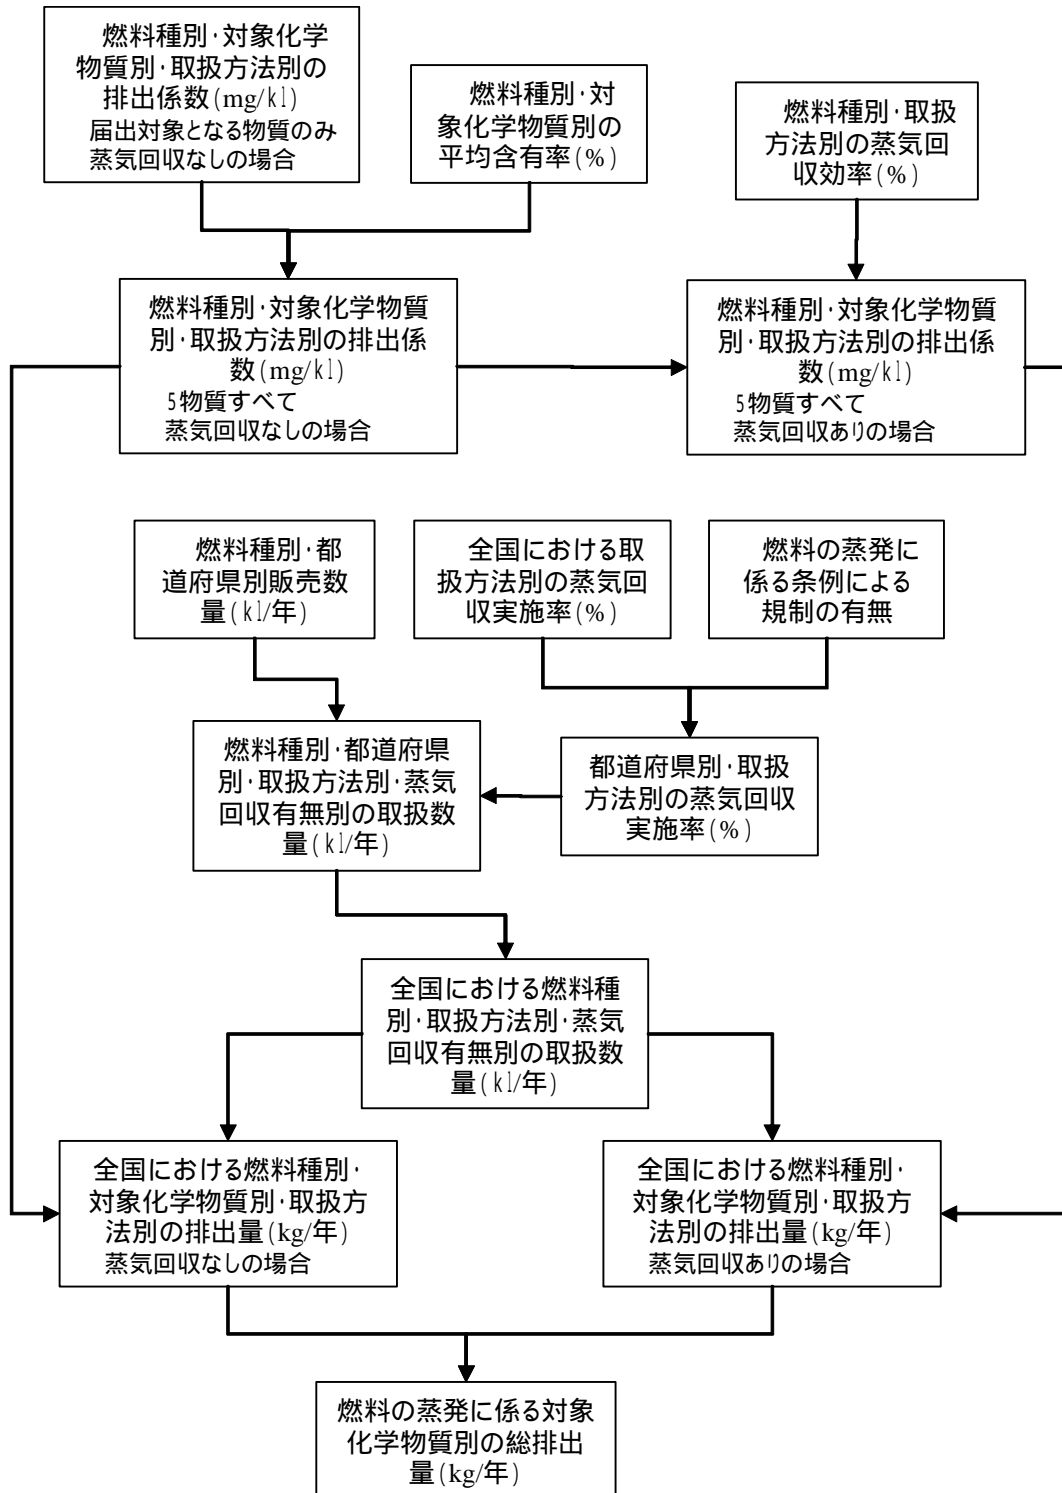 燃料種別・対象化学
物質別・取扱方法別の
排出係数(mg/kl)
届出対象となる物質のみ
蒸気回収なしの場合
燃料種別・対
象化学物質別の
平均含有率(%)
燃料種別・取扱
方法別の蒸気回
収効率(%)
燃料種別・対象化学物質
別・取扱方法別の排出係
数(mg/kl)
5物質すべて
蒸気回収なしの場合
燃料種別・対象化学物質
別・取扱方法別の排出係
数(mg/kl)
5物質すべて
蒸気回収ありの場合
燃料種別・都
道府県別販売数
量(kl/年)
全国における取
扱方法別の蒸気回
収実施率(%)
燃料の蒸発に
係る条例による
規制の有無
燃料種別・都道府県
別・取扱方法別・蒸気
回収有無別の取扱数
量(kl/年)
都道府県別・取扱
方法別の蒸気回収
実施率(%)
全国における燃料種
別・取扱方法別・蒸気
回収有無別の取扱数
量(kl/年)
全国における燃料種別・
対象化学物質別・取扱方
法別の排出量(kg/年)
蒸気回収なしの場合
全国における燃料種別・
対象化学物質別・取扱方
法別の排出量(kg/年)
蒸気回収ありの場合
燃料の蒸発に係る対象
化学物質別の総排出
量(kg/年)